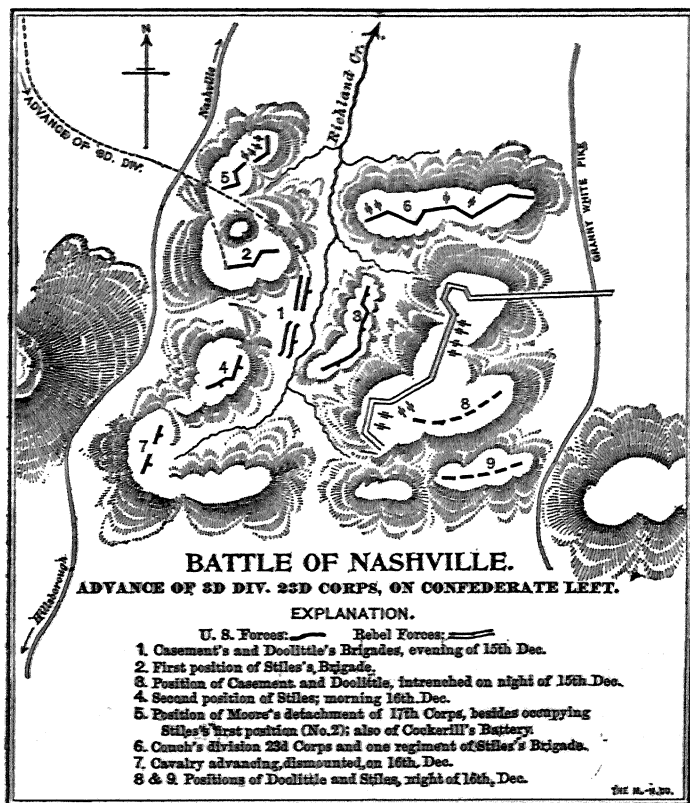 N
Nashville
Richland Cr.
ADVANCE OF 3D. DIV.
GRANNY WHITE PIKE
5
6
2
1
3
4
8
7
9
Hillsborough
BATTLE OF NASHVILLE.
ADVANCE OF 3D DIV. 23D CORPS, ON CONFEDERATE LEFT.
EXPLANATION.
U. S. Forces: Rebel Forces:
1. Casement's and Doolittle's Brigades, evening of 15th Dec.
2. First position of Stiles's Brigade.
3. Position of Casement and Doolittle, intrenched on night of 15th Dec.
4. Second position of Stiles; morning 16th Dec.
5. Position of Moore's detachment of 17th Corps, besides occupying
Stiles's first position (No. 2); also of Cockerill's Battery.
6. Couch's division 23d Corps and one regiment of Stiles's Brigade.
7. Cavalry advancing, dismounted, on 16th Dec.
8 & 9. Positions of Doolittle and Stiles, night of 16th Dec.
THE M.-N. CO.